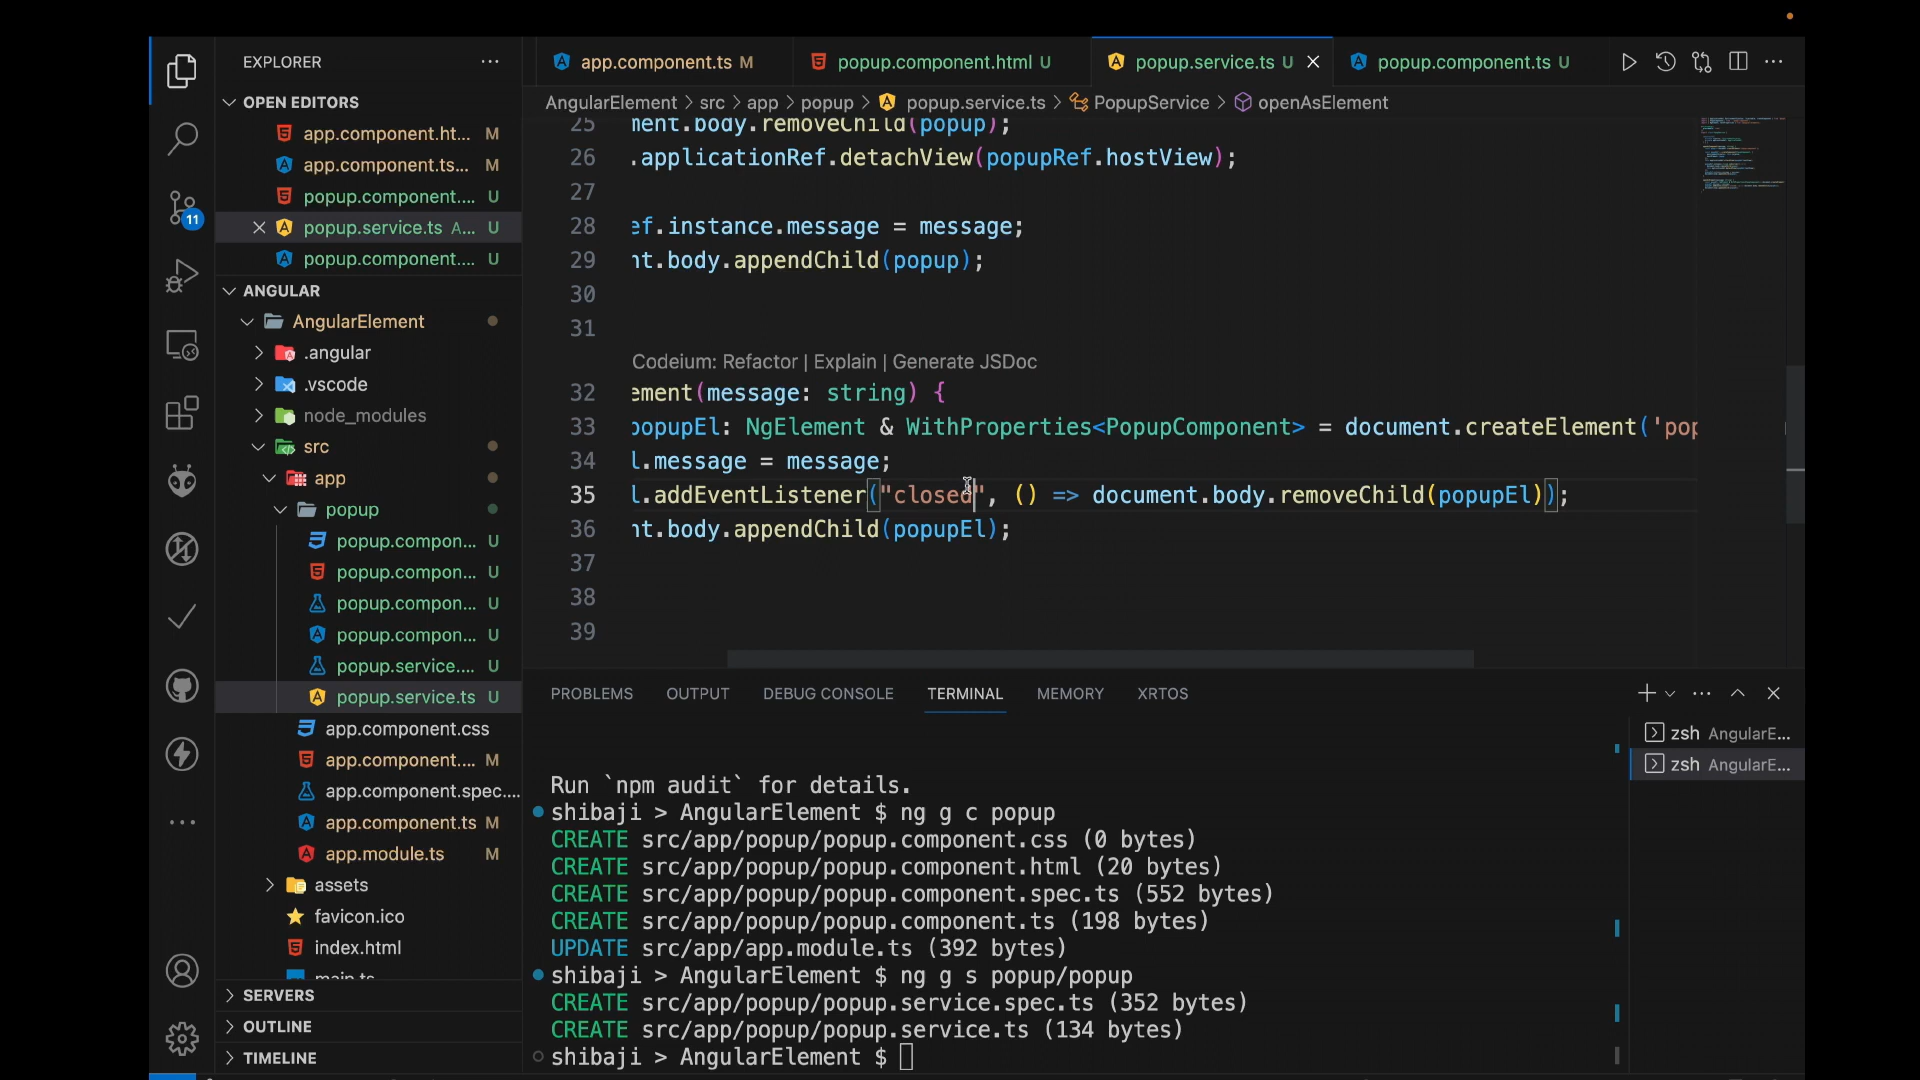 EXPLORER
OPEN EDITORS
app.component.ht... M
app.component.ts... M
popup.component.... U
popup.service.ts A... U
popup.component.... U
ANGULAR
AngularElement
.angular
.vscode
node_modules
src
app
popup
popup.compon... U
popup.compon... U
popup.compon... U
popup.compon... U
popup.service.... U
popup.service.ts U
app.component.css
app.component.... M
app.component.spec....
app.component.ts M
app.module.ts M
assets
favicon.ico
index.html
main.ts
SERVERS
OUTLINE
TIMELINE
11
app.component.ts M
popup.component.html U
popup.service.ts U
popup.component.ts U
AngularElement > src > app > popup > popup.service.ts > PopupService > openAsElement
25 ment.body.removeChild(popup);
26 .applicationRef.detachView(popupRef.hostView);
27
28 ef.instance.message = message;
29 nt.body.appendChild(popup);
30
31
Codeium: Refactor | Explain | Generate JSDoc
32 ement(message: string) {
33 popupEl: NgElement & WithProperties<PopupComponent> = document.createElement('pop
34 l.message = message;
35 l.addEventListener("closed", () => document.body.removeChild(popupEl));
36 nt.body.appendChild(popupEl);
37
38
39
PROBLEMS OUTPUT DEBUG CONSOLE TERMINAL MEMORY XRTOS
Run `npm audit` for details.
shibaji > AngularElement $ ng g c popup
CREATE src/app/popup/popup.component.css (0 bytes)
CREATE src/app/popup/popup.component.html (20 bytes)
CREATE src/app/popup/popup.component.spec.ts (552 bytes)
CREATE src/app/popup/popup.component.ts (198 bytes)
UPDATE src/app/app.module.ts (392 bytes)
shibaji > AngularElement $ ng g s popup/popup
CREATE src/app/popup/popup.service.spec.ts (352 bytes)
CREATE src/app/popup/popup.service.ts (134 bytes)
shibaji > AngularElement $
zsh AngularE...
zsh AngularE...